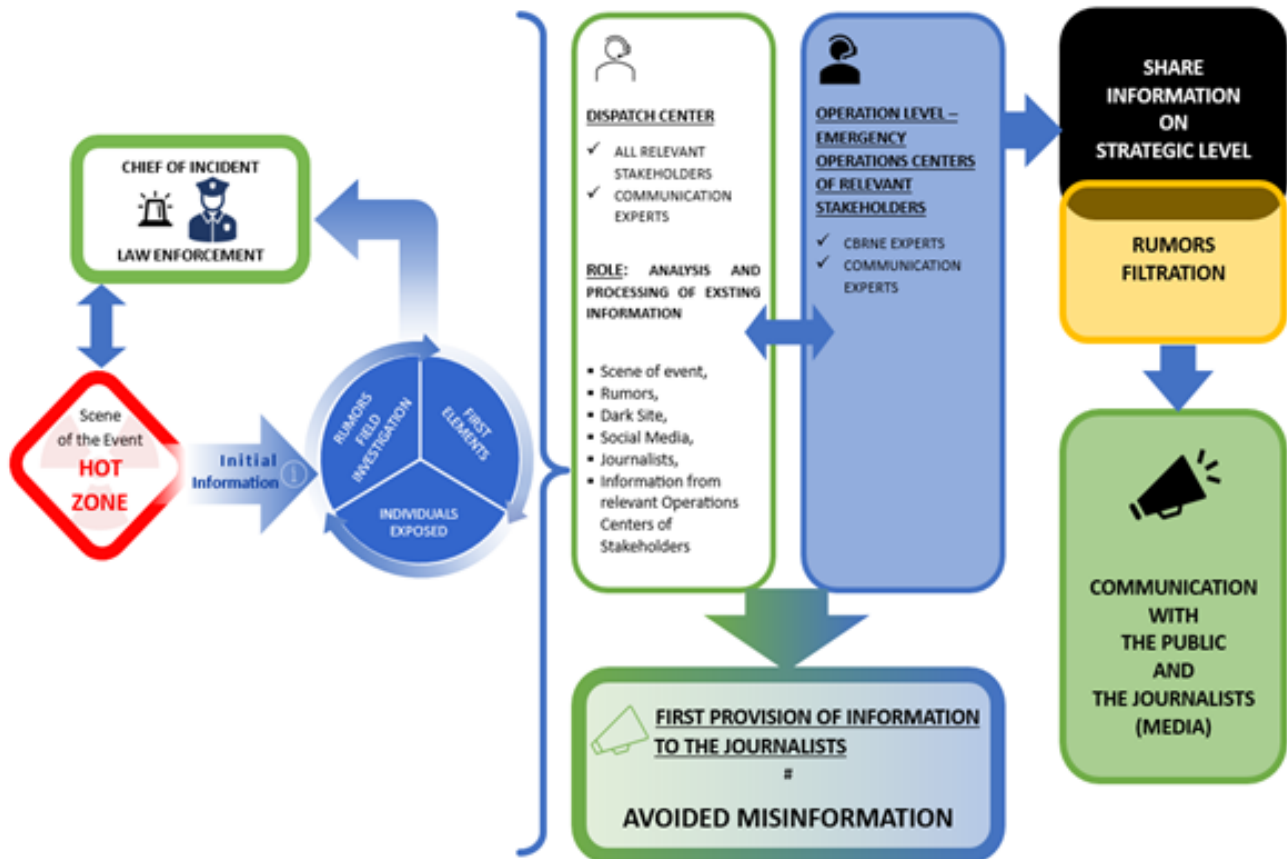 CHIEF OF INCIDENT
LAW ENFORCEMENT
Scene
of the Event
HOT
ZONE
Initial
Information
RUMORS
FIELD
INVESTIGATION
FIRST
ELEMENTS
INDIVIDUALS
EXPOSED
DISPATCH CENTER
✓ ALL RELEVANT
STAKEHOLDERS
✓ COMMUNICATION
EXPERTS
ROLE: ANALYSIS AND
PROCESSING OF EXSTING
INFORMATION
▪ Scene of event,
▪ Rumors,
▪ Dark Site,
▪ Social Media,
▪ Journalists,
▪ Information from
relevant Operations
Centers of
Stakeholders
OPERATION LEVEL –
EMERGENCY
OPERATIONS CENTERS
OF RELEVANT
STAKEHOLDERS
✓ CBRNE EXPERTS
✓ COMMUNICATION
EXPERTS
FIRST PROVISION OF INFORMATION
TO THE JOURNALISTS
#
AVOIDED MISINFORMATION
SHARE
INFORMATION
ON
STRATEGIC LEVEL
RUMORS
FILTRATION
COMMUNICATION
WITH
THE PUBLIC
AND
THE JOURNALISTS
(MEDIA)